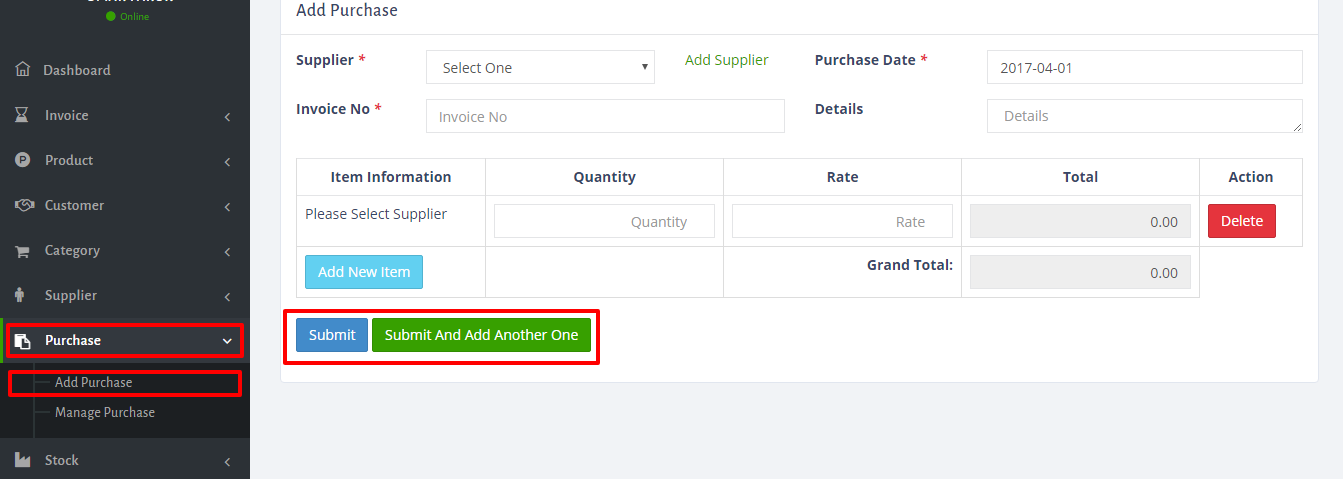 Online
Dashboard
Invoice
Product
Customer
Category
Supplier
Purchase
Add Purchase
Manage Purchase
Stock
Add Purchase
Supplier * Select One Add Supplier Purchase Date * 2017-04-01
Invoice No * Invoice No Details Details
Item Information Quantity Rate Total Action
Please Select Supplier Quantity Rate 0.00 Delete
Add New Item Grand Total: 0.00
Submit Submit And Add Another One